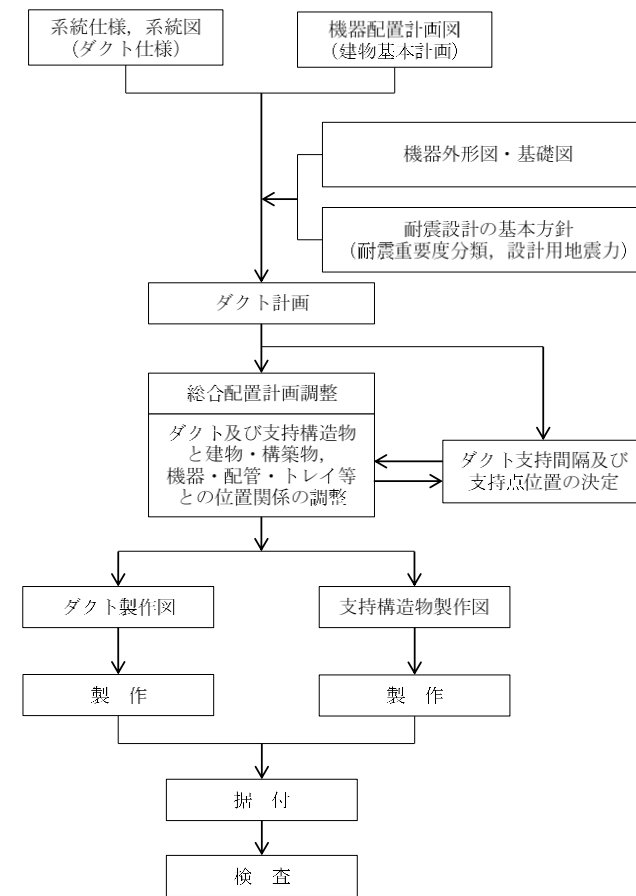 系統仕様，系統図
(ダクト仕様)
機器配置計画図
(建物基本計画)
機器外形図・基礎図
耐震設計の基本方針
(耐震重要度分類，設計用地震力)
ダクト計画
総合配置計画調整
ダクト及び支持構造物
と建物・構築物，
機器・配管・トレイ等
との位置関係の調整
ダクト支持間隔及び
支持点位置の決定
ダクト製作図
支持構造物製作図
製　作
製　作
据　付
検　査